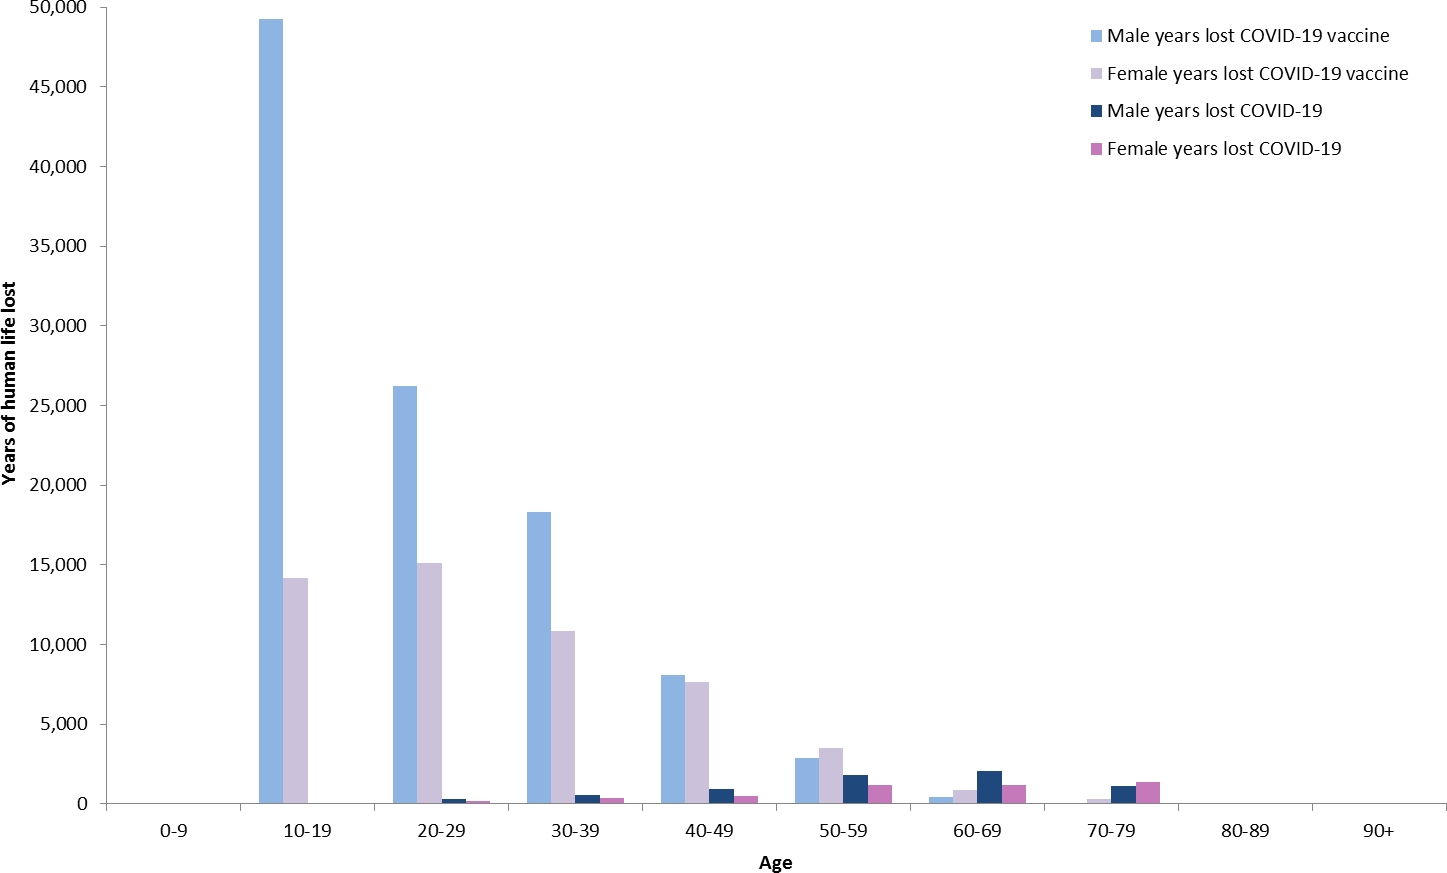 50,000
45,000
40,000
35,000
30,000
25,000
20,000
15,000
10,000
5,000
0
Years of human life lost
Male years lost COVID-19 vaccine
Female years lost COVID-19 vaccine
Male years lost COVID-19
Female years lost COVID-19
0-9 10-19 20-29 30-39 40-49 50-59 60-69 70-79 80-89 90+
Age